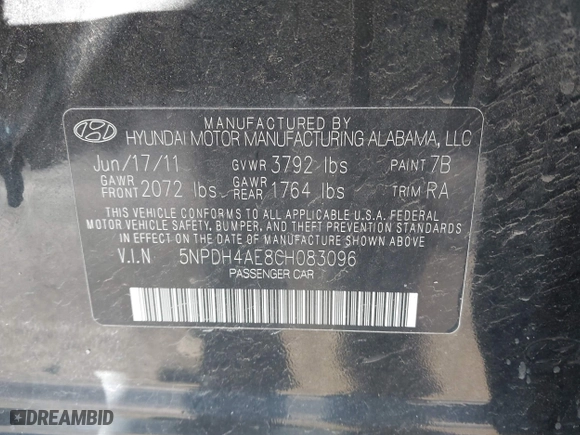 MANUFACTURED BY
HYUNDAI MOTOR MANUFACTURING ALABAMA, LLC
Jun/17/11 GVWR 3792 lbs PAINT 7B
GAWR FRONT 2072 lbs GAWR REAR 1764 lbs TRIM RA
THIS VEHICLE CONFORMS TO ALL APPLICABLE U.S.A. FEDERAL
MOTOR VEHICLE SAFETY, BUMPER, AND THEFT PREVENTION STANDARDS
IN EFFECT ON THE DATE OF MANUFACTURE SHOWN ABOVE.
V.I.N 5NPDH4AE8CH083096
PASSENGER CAR
DREAMBID